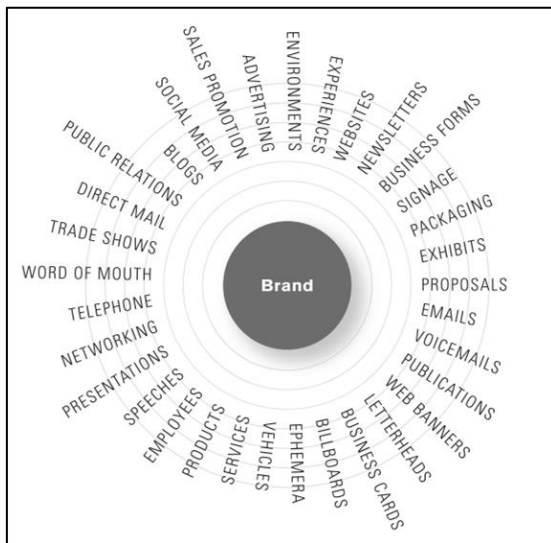 Brand
ENVIRONMENTS
EXPERIENCES
WEBSITES
NEWSLETTERS
BUSINESS FORMS
SIGNAGE
PACKAGING
EXHIBITS
PROPOSALS
EMAILS
VOICEMAILS
PUBLICATIONS
WEB BANNERS
LETTERHEADS
BUSINESS CARDS
BILLBOARDS
EPHEMERA
VEHICLES
SERVICES
PRODUCTS
EMPLOYEES
SPEECHES
PRESENTATIONS
NETWORKING
TELEPHONE
WORD OF MOUTH
TRADE SHOWS
DIRECT MAIL
PUBLIC RELATIONS
BLOGS
SOCIAL MEDIA
SALES PROMOTION
ADVERTISING